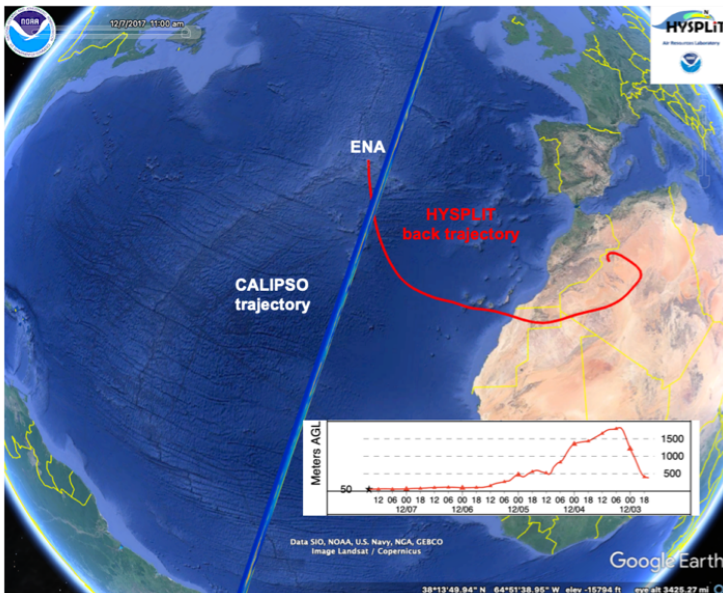 NOAA
12/7/2017 11:00 am
N
HYSPLIT
Air Resources Laboratory
ENA
HYSPLIT
back trajectory
CALIPSO
trajectory
Meters AGL
1500
1000
500
50
12 06 00 18 12 06 00 18 12 06 00 18 12 06 00 18 12 06 00 18
12/07 12/06 12/05 12/04 12/03
Data SIO, NOAA, U.S. Navy, NGA, GEBCO
Image Landsat / Copernicus
Google Earth
38°13'49.94" N 64°51'38.95" W elev -15794 ft eye alt 3425.27 mi